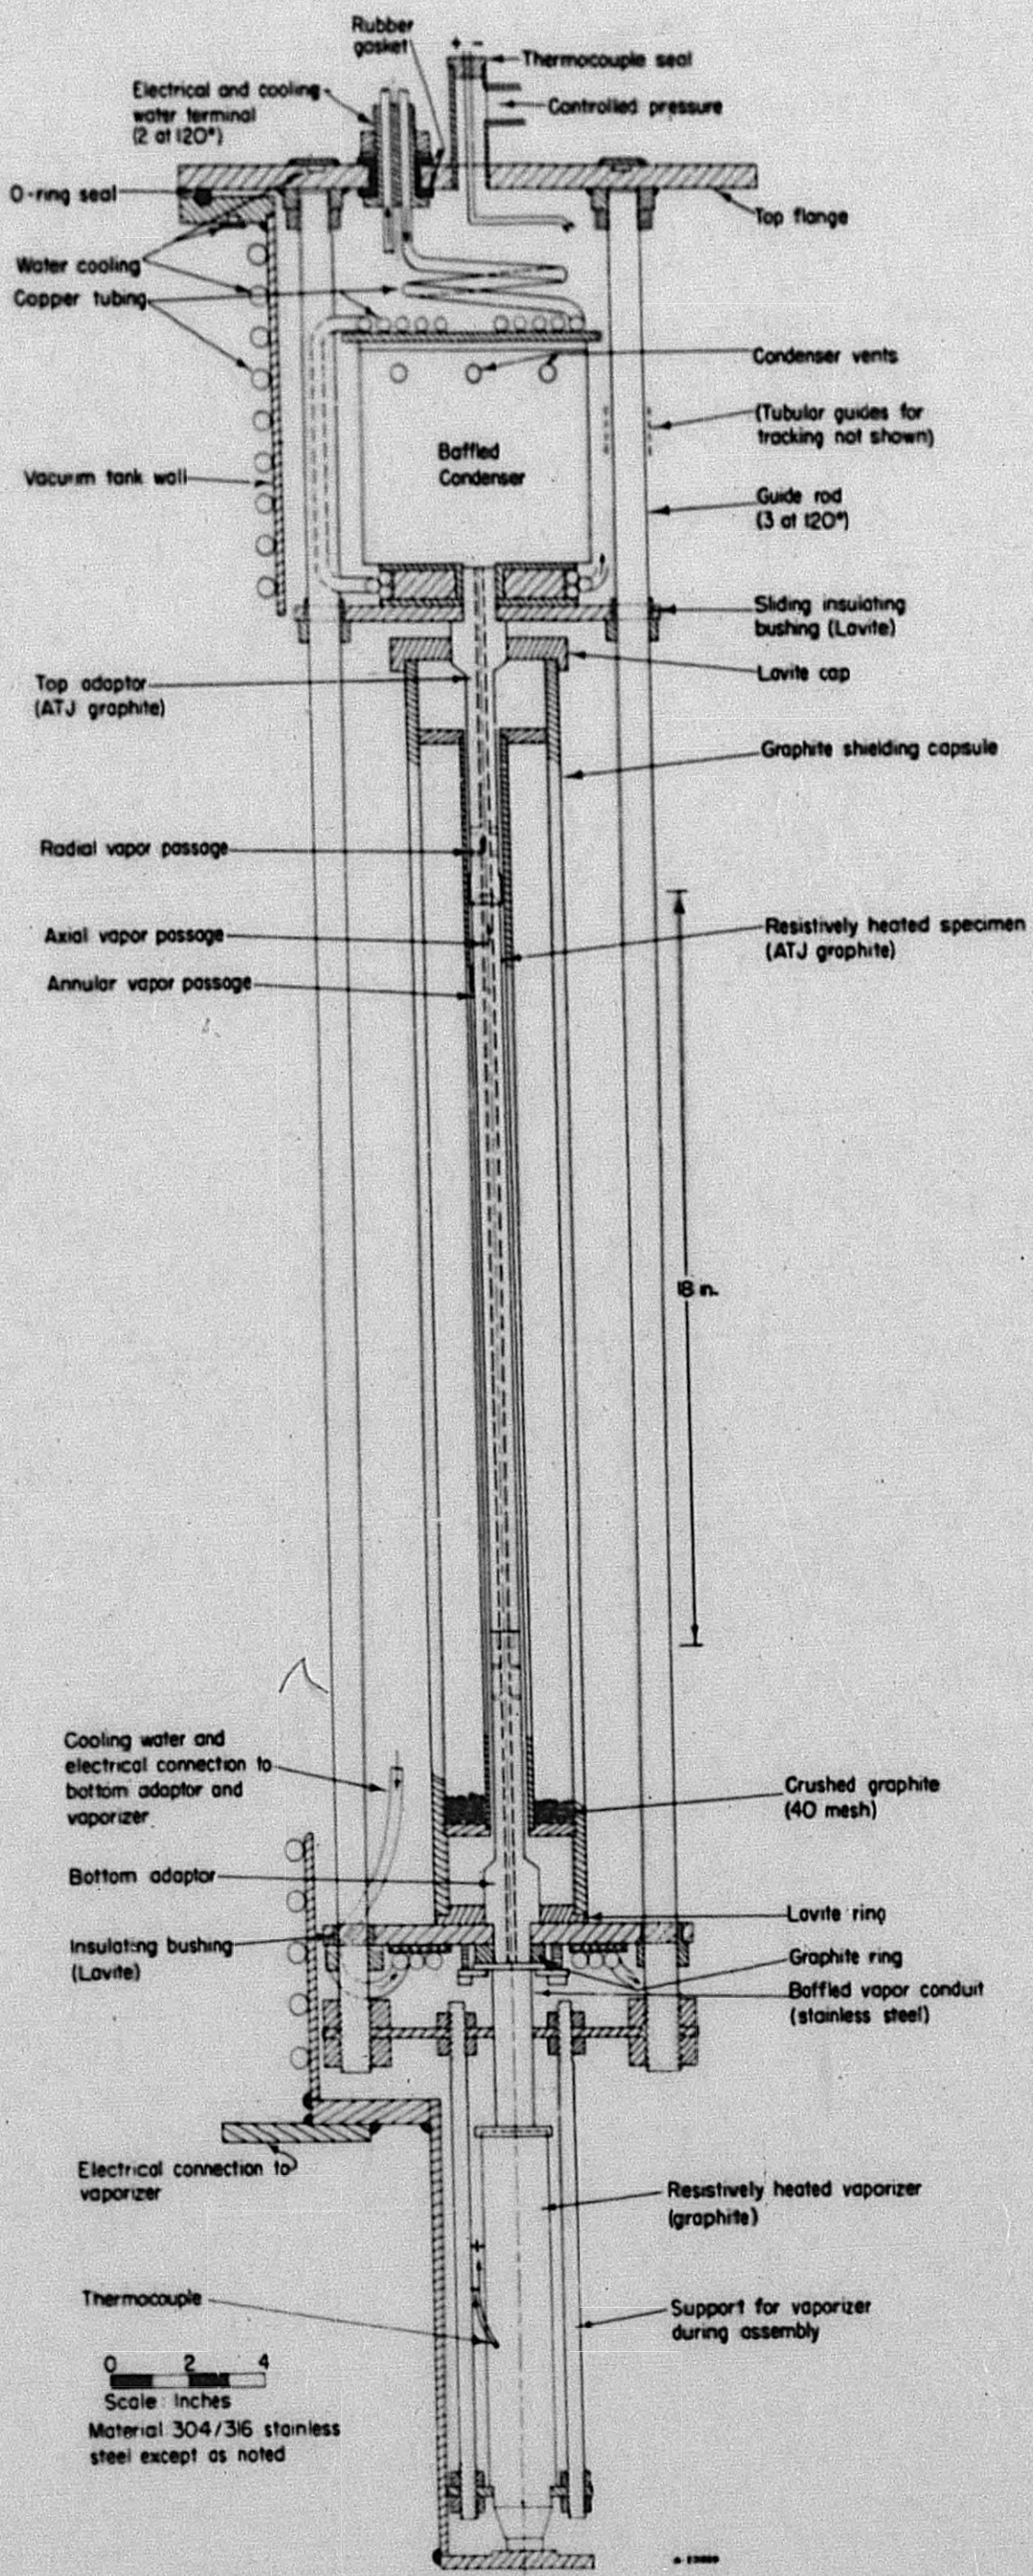 Rubber
gasket
+ -
Thermocouple seal
Electrical and cooling
water terminal
(2 at 120°)
Controlled pressure
O-ring seal
Top flange
Water cooling
Copper tubing
Condenser vents
(Tubular guides for
tracking not shown)
Baffled
Condenser
Vacuum tank wall
Guide rod
(3 at 120°)
Sliding insulating
bushing (Lavite)
Lavite cap
Top adaptor
(ATJ graphite)
Graphite shielding capsule
Radial vapor passage
Axial vapor passage
Resistively heated specimen
(ATJ graphite)
Annular vapor passage
18 in.
Cooling water and
electrical connection to
bottom adaptor and
vaporizer
Crushed graphite
(40 mesh)
Bottom adaptor
Lavite ring
Insulating bushing
(Lavite)
Graphite ring
Baffled vapor conduit
(stainless steel)
Electrical connection to
vaporizer
Resistively heated vaporizer
(graphite)
Thermocouple
Support for vaporizer
during assembly
0 2 4
Scale: Inches
Material 304/316 stainless
steel except as noted